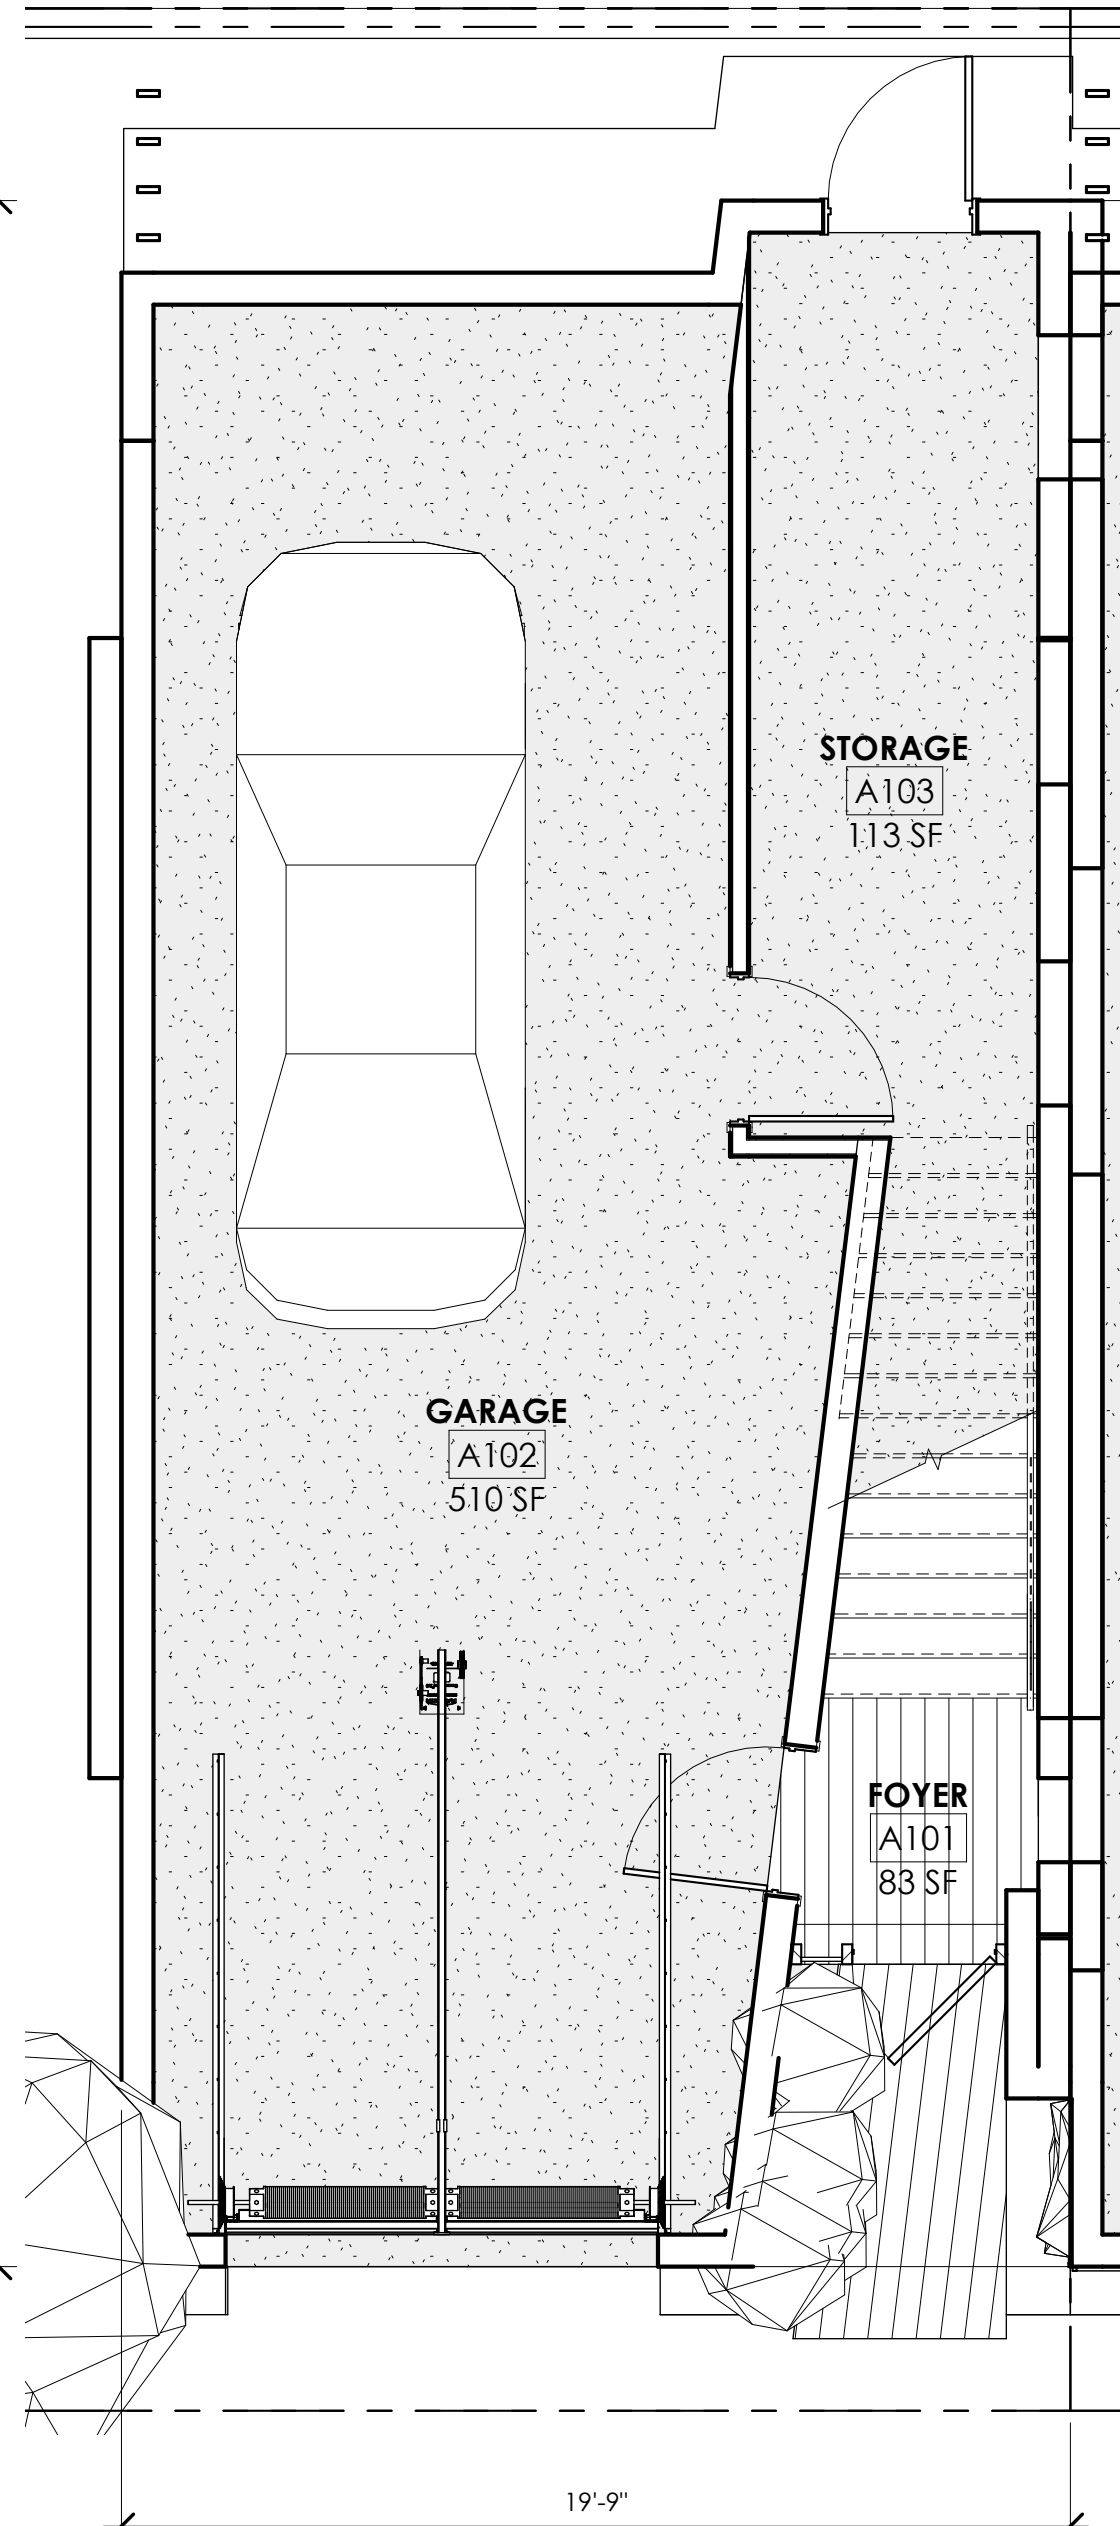 STORAGE
A103
113 SF
GARAGE
A102
510 SF
FOYER
A101
83 SF
19'-9"